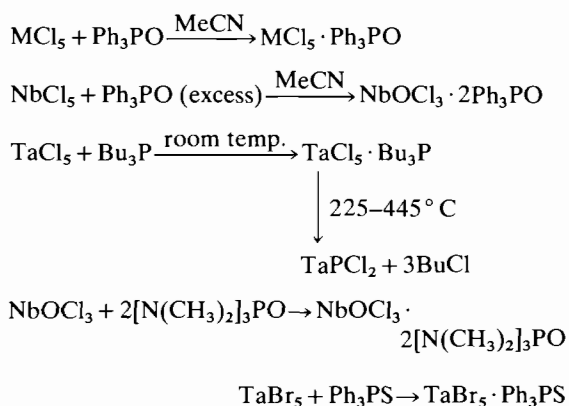 MCl₅ + Ph₃PO MeCN→ MCl₅ · Ph₃PO
NbCl₅ + Ph₃PO (excess) MeCN→ NbOCl₃ · 2Ph₃PO
TaCl₅ + Bu₃P room temp.→ TaCl₅ · Bu₃P
↓ 225–445° C
TaPCl₂ + 3BuCl
NbOCl₃ + 2[N(CH₃)₂]₃PO→NbOCl₃ ·
2[N(CH₃)₂]₃PO
TaBr₅ + Ph₃PS→TaBr₅ · Ph₃PS